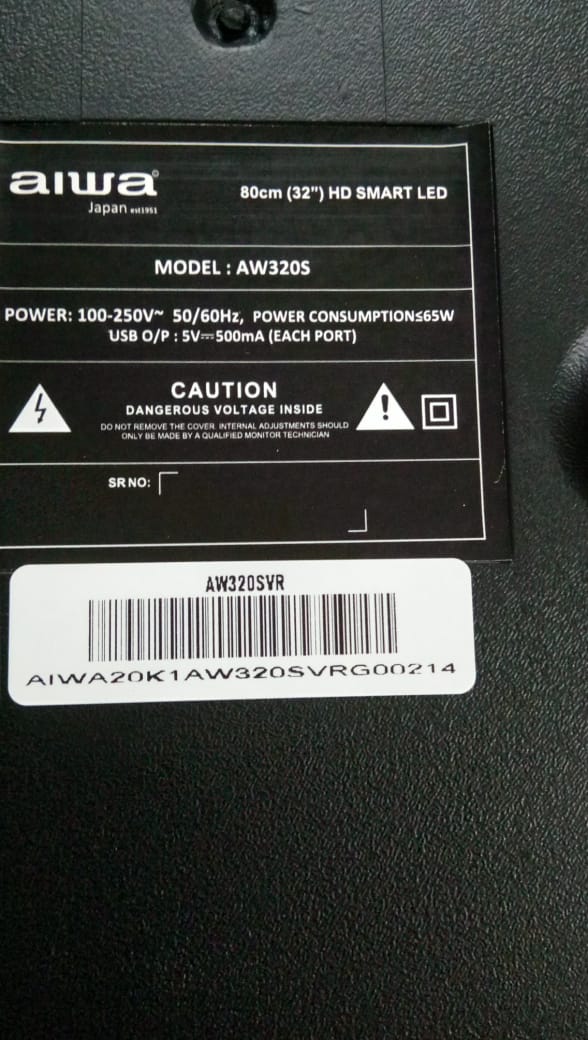 aiwa
Japan est1951
80cm (32") HD SMART LED
MODEL : AW320S
POWER: 100-250V~ 50/60Hz, POWER CONSUMPTION≤65W
USB O/P : 5V⎓500mA (EACH PORT)
CAUTION
DANGEROUS VOLTAGE INSIDE
DO NOT REMOVE THE COVER. INTERNAL ADJUSTMENTS SHOULD
ONLY BE MADE BY A QUALIFIED MONITOR TECHNICIAN
SR NO:
AW320SVR
AIWA20K1AW320SVRG00214